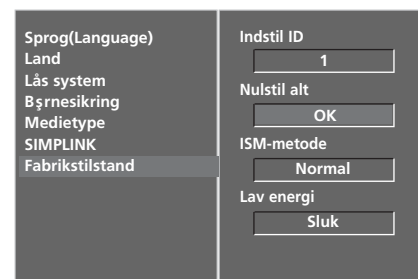 Sprog(Language)
Land
Lås system
Bşrnesikring
Medietype
SIMPLINK
Fabrikstilstand
Indstil ID
1
Nulstil alt
OK
ISM-metode
Normal
Lav energi
Sluk